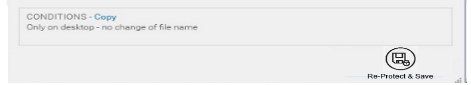 CONDITIONS - Copy
Only on desktop - no change of file name
Re-Protect & Save